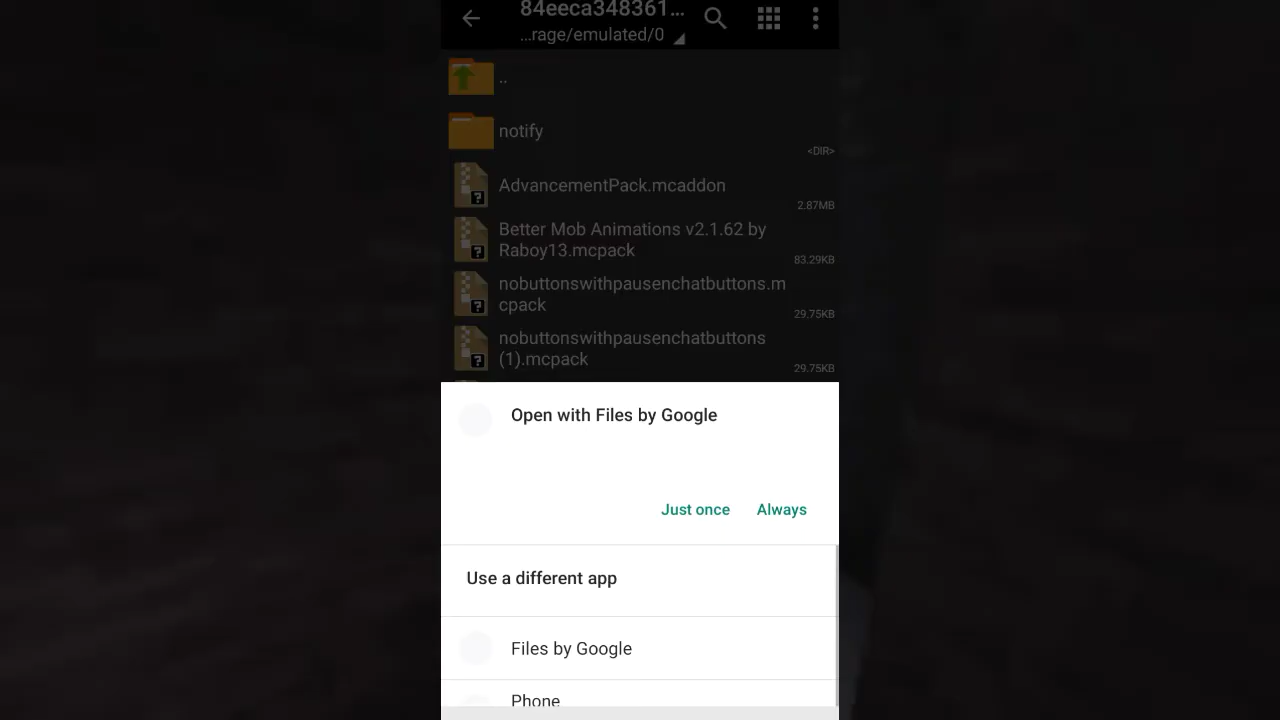 84eeca348361...
...rage/emulated/0
..
notify
<DIR>
AdvancementPack.mcaddon
2.87MB
Better Mob Animations v2.1.62 by
Raboy13.mcpack
83.29KB
nobuttonswithpausenchatbuttons.m
cpack
29.75KB
nobuttonswithpausenchatbuttons
(1).mcpack
29.75KB
Open with Files by Google
Just once
Always
Use a different app
Files by Google
Phone